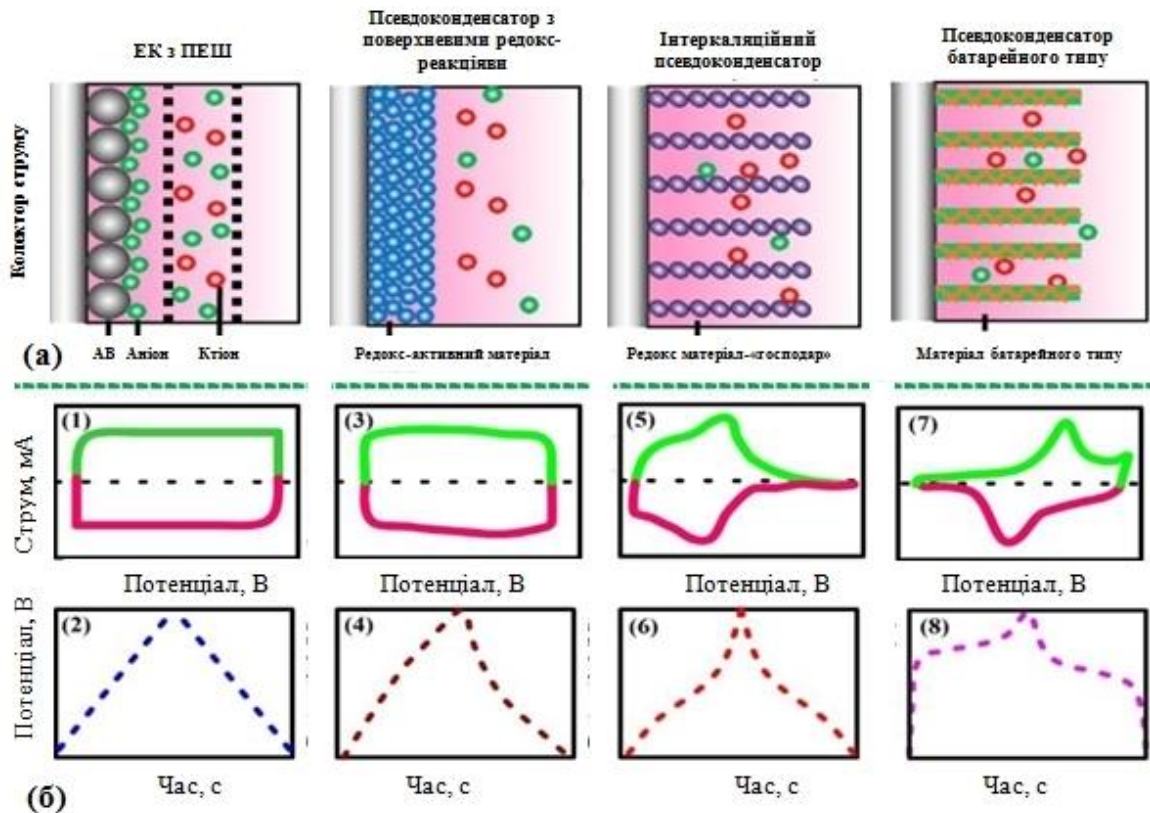 ЕК з ПЕШ
Псевдоконденсатор з
поверхневими редокс-
реакціяви
Інтеркаляційний
псевдоконденсатор
Псевдоконденсатор
батарейного типу
Колектор струму
(а)
АВ Аніон Ктіон
Редокс-активний матеріал
Редокс матеріал-«господар»
Матеріал батарейного типу
Струм, мА
(1)
(3)
(5)
(7)
Потенціал, В
Потенціал, В
Потенціал, В
Потенціал, В
Потенціал, В
(2)
(4)
(6)
(8)
Час, с
Час, с
Час, с
Час, с
(б)